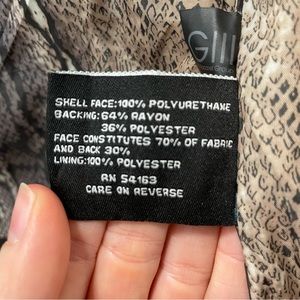 GIII
SHELL FACE:100% POLYURETHANE
BACKING: 64% RAYON
36% POLYESTER
FACE CONSTITUTES 70% OF FABRIC
AND BACK 30%
LINING:100% POLYESTER
RN 54163
CARE ON REVERSE